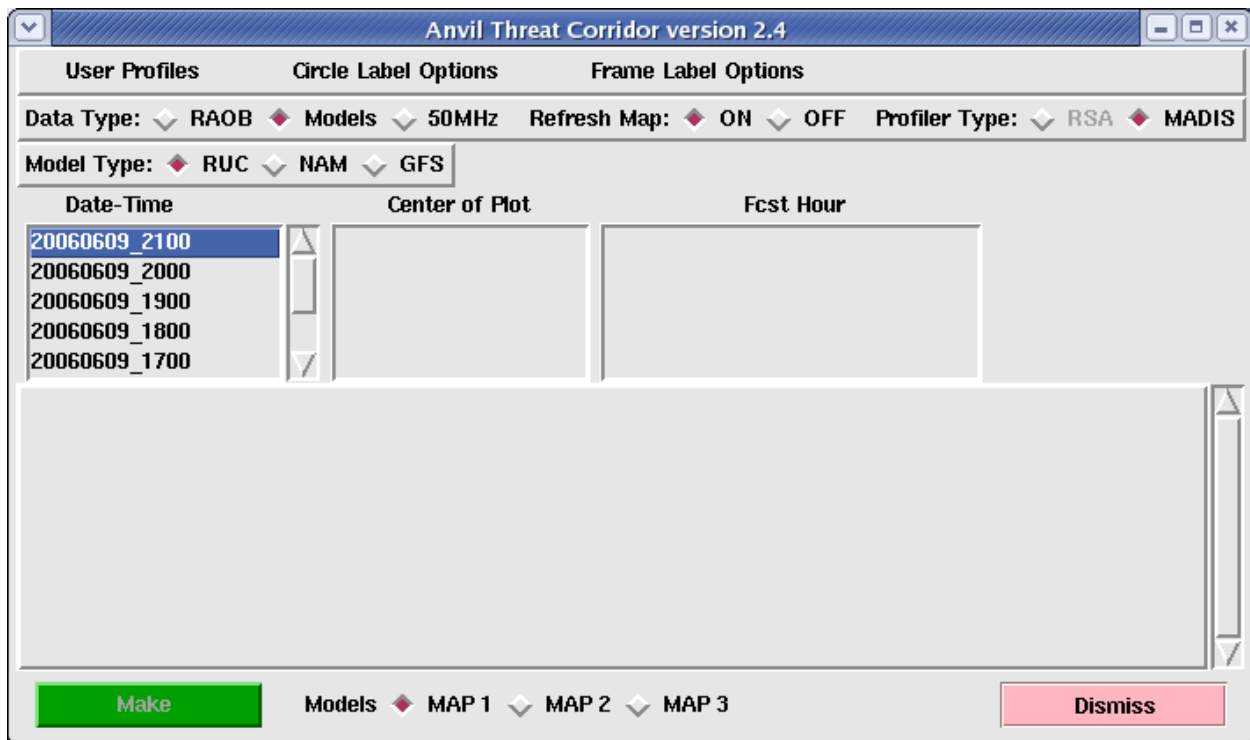 Anvil Threat Corridor version 2.4
User Profiles Circle Label Options Frame Label Options
Data Type: RAOB Models 50MHz Refresh Map: ON OFF Profiler Type: RSA MADIS
Model Type: RUC NAM GFS
Date-Time Center of Plot Fcst Hour
20060609_2100
20060609_2000
20060609_1900
20060609_1800
20060609_1700
Make Models MAP 1 MAP 2 MAP 3 Dismiss